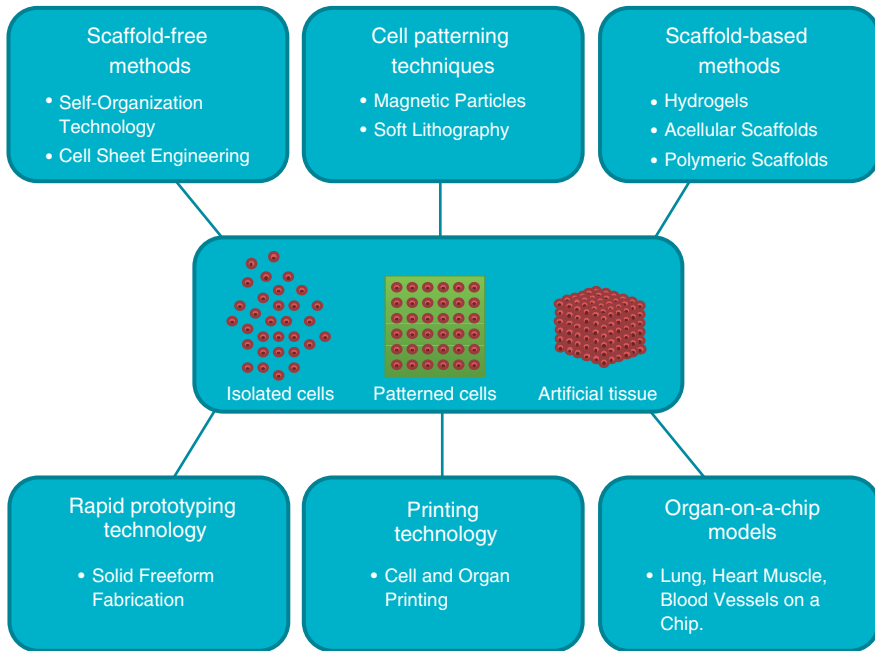 Scaffold-free
methods
• Self-Organization
Technology
• Cell Sheet Engineering
Cell patterning
techniques
• Magnetic Particles
• Soft Lithography
Scaffold-based
methods
• Hydrogels
• Acellular Scaffolds
• Polymeric Scaffolds
Isolated cells
Patterned cells
Artificial tissue
Rapid prototyping
technology
• Solid Freeform
Fabrication
Printing
technology
• Cell and Organ
Printing
Organ-on-a-chip
models
• Lung, Heart Muscle,
Blood Vessels on a
Chip.